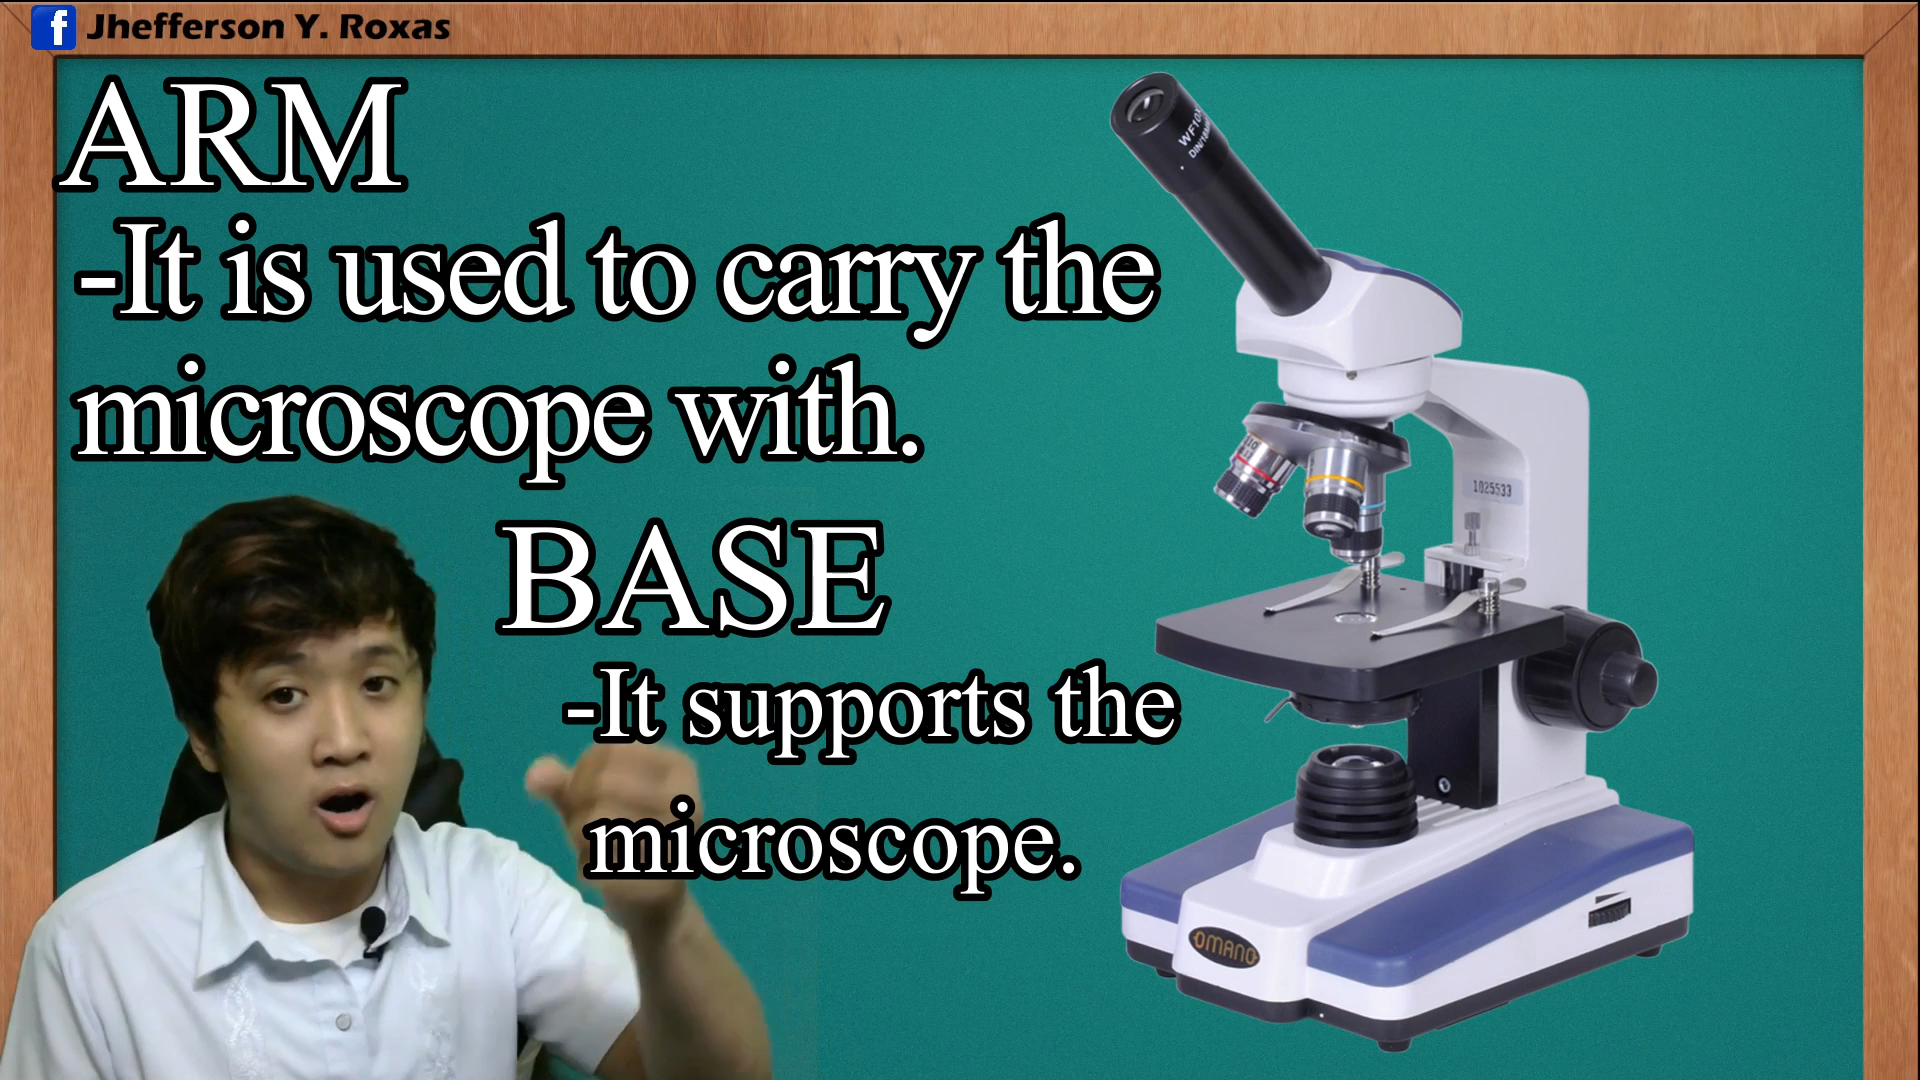 f Jhefferson Y. Roxas
ARM
-It is used to carry the
microscope with.
BASE
-It supports the
microscope.
WF10X
1025533
OMANO